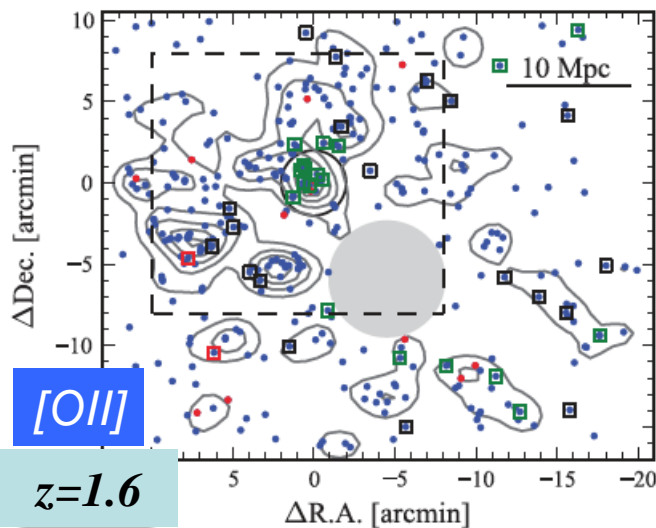 10
5
0
−5
−10
ΔDec. [arcmin]
10 Mpc
[OII]
z=1.6
5 0 −5 −10 −15 −20
ΔR.A. [arcmin]